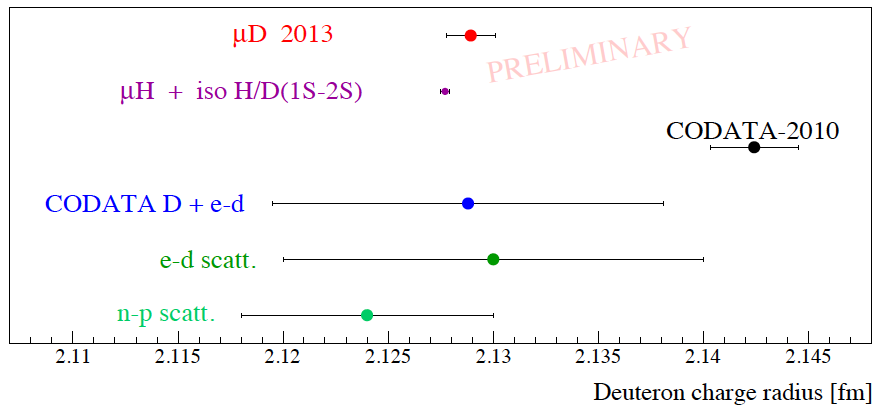 μD 2013
PRELIMINARY
μH + iso H/D(1S-2S)
CODATA-2010
CODATA D + e-d
e-d scatt.
n-p scatt.
2.11 2.115 2.12 2.125 2.13 2.135 2.14 2.145
Deuteron charge radius [fm]